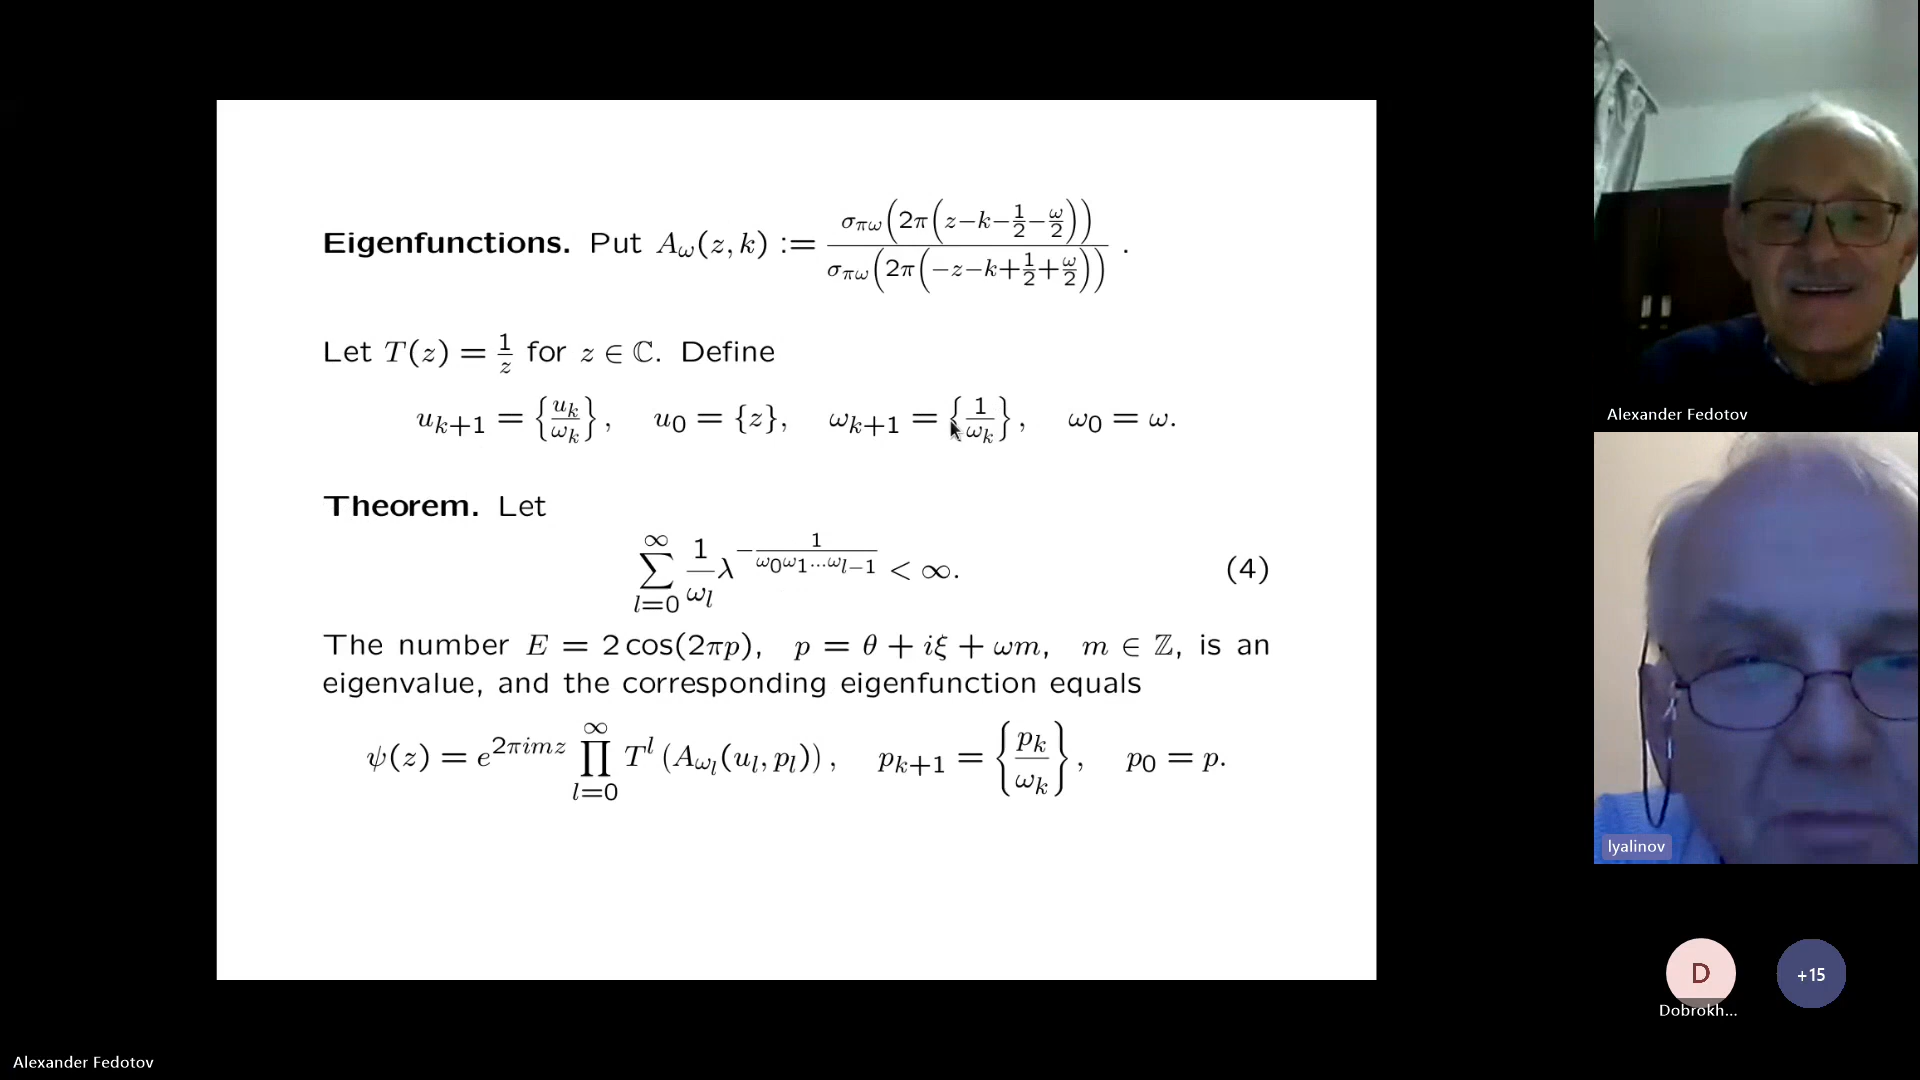 Eigenfunctions. Put A_ω(z, k) := σ_{πω}(2π(z−k−1/2−ω/2)) / σ_{πω}(2π(−z−k+1/2+ω/2)) .
Let T(z) = 1/z for z ∈ ℂ. Define
u_{k+1} = {u_k/ω_k}, u_0 = {z}, ω_{k+1} = {1/ω_k}, ω_0 = ω.
Theorem. Let
∑_{l=0}^{∞} 1/ω_l λ^{−1/(ω_0ω_1...ω_{l−1})} < ∞. (4)
The number E = 2 cos(2πp), p = θ + iξ + ωm, m ∈ ℤ, is an
eigenvalue, and the corresponding eigenfunction equals
ψ(z) = e^{2πimz} ∏_{l=0}^{∞} T^l (A_{ω_l}(u_l, p_l)), p_{k+1} = {p_k/ω_k}, p_0 = p.
Alexander Fedotov
lyalinov
D
+15
Dobrokh...
Alexander Fedotov